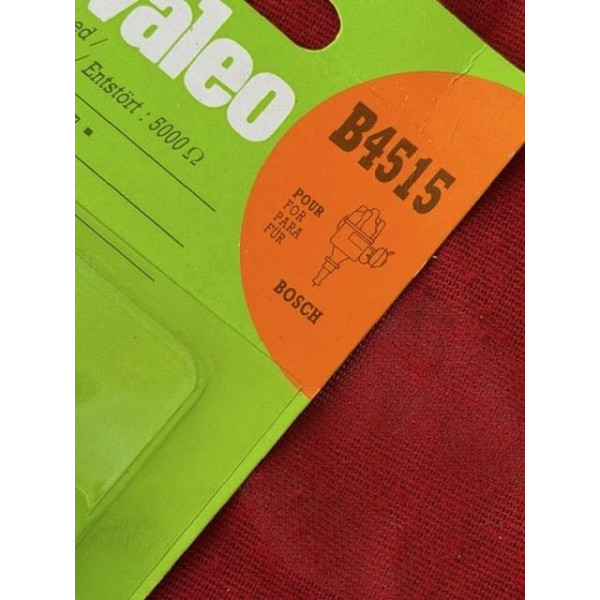 valeo
ed /
/ Entstört : 5000 Ω
B4515
POUR
FOR
PARA
FÜR
BOSCH